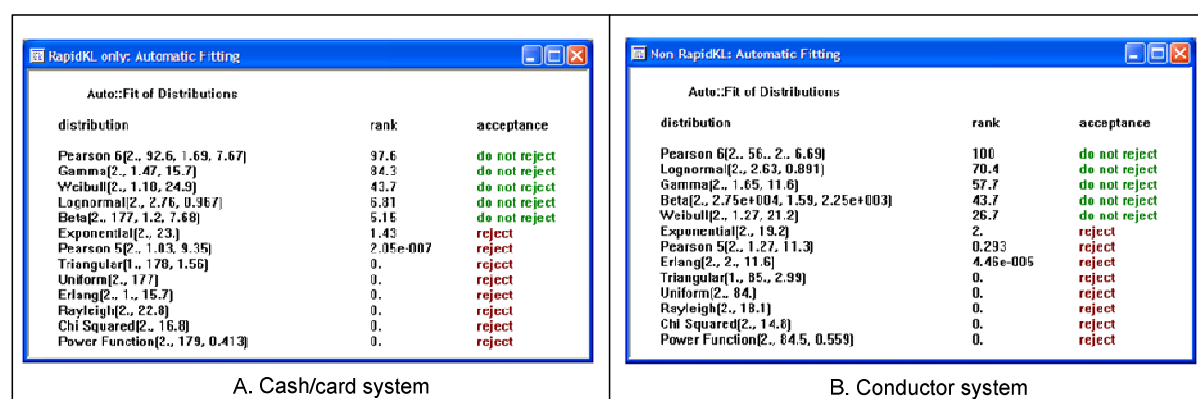 RapidKL only: Automatic Fitting
Auto::Fit of Distributions
distribution rank acceptance
Pearson 6(2., 92.6, 1.69, 7.67) 97.6 do not reject
Gamma(2., 1.47, 15.7) 84.3 do not reject
Weibull(2., 1.18, 24.9) 43.7 do not reject
Lognormal(2., 2.76, 0.967) 6.81 do not reject
Beta(2., 177, 1.2, 7.68) 5.15 do not reject
Exponential(2., 23.) 1.43 reject
Pearson 5(2., 1.03, 9.35) 2.05e-007 reject
Triangular(1., 178, 1.56) 0. reject
Uniform(2., 177) 0. reject
Erlang(2., 1., 15.7) 0. reject
Rayleigh(2., 22.8) 0. reject
Chi Squared(2., 16.8) 0. reject
Power Function(2., 179, 0.413) 0. reject
A. Cash/card system
Non RapidKL: Automatic Fitting
Auto::Fit of Distributions
distribution rank acceptance
Pearson 6(2., 56., 2., 6.69) 100 do not reject
Lognormal(2., 2.63, 0.891) 70.4 do not reject
Gamma(2., 1.65, 11.6) 57.7 do not reject
Beta(2., 2.75e+004, 1.59, 2.25e+003) 43.7 do not reject
Weibull(2., 1.27, 21.2) 26.7 do not reject
Exponential(2., 19.2) 2. reject
Pearson 5(2., 1.27, 11.3) 0.293 reject
Erlang(2., 2., 11.6) 4.46e-005 reject
Triangular(1., 85., 2.99) 0. reject
Uniform(2., 84.) 0. reject
Rayleigh(2., 18.1) 0. reject
Chi Squared(2., 14.8) 0. reject
Power Function(2., 84.5, 0.559) 0. reject
B. Conductor system